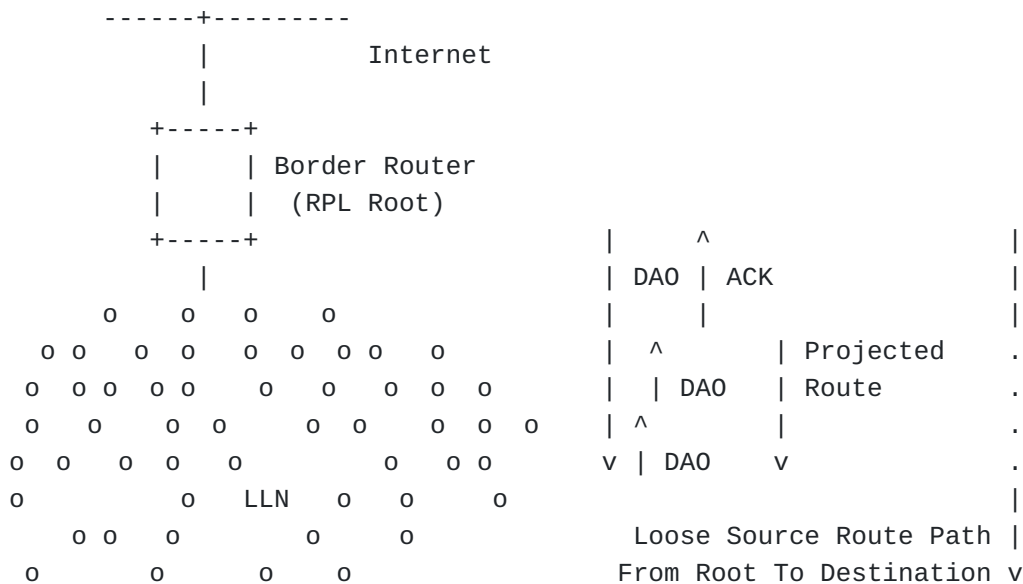 ------+---------
|          Internet
|
+-----+
|     | Border Router
|     |  (RPL Root)
+-----+                      |     ^                   |
|                         | DAO | ACK               |
o    o   o    o                 |     |                   |
o o   o  o   o  o o o   o          |  ^       | Projected    .
o  o o  o o    o   o   o  o  o       |  | DAO   | Route        .
o   o    o  o     o  o    o  o  o    | ^        |              .
o  o   o  o   o         o   o o       v | DAO    v              .
o          o   LLN   o   o     o                                |
o o   o        o     o              Loose Source Route Path |
o       o      o    o                 From Root To Destination v